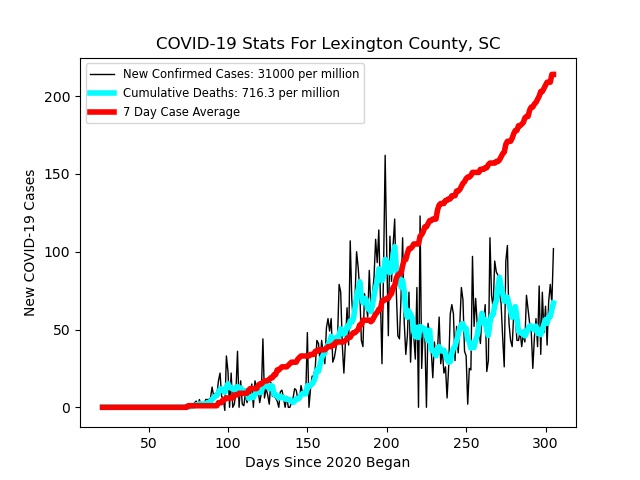 COVID-19 Stats For Lexington County, SC
New Confirmed Cases: 31000 per million
Cumulative Deaths: 716.3 per million
7 Day Case Average
New COVID-19 Cases
200
150
100
50
0
50 100 150 200 250 300
Days Since 2020 Began